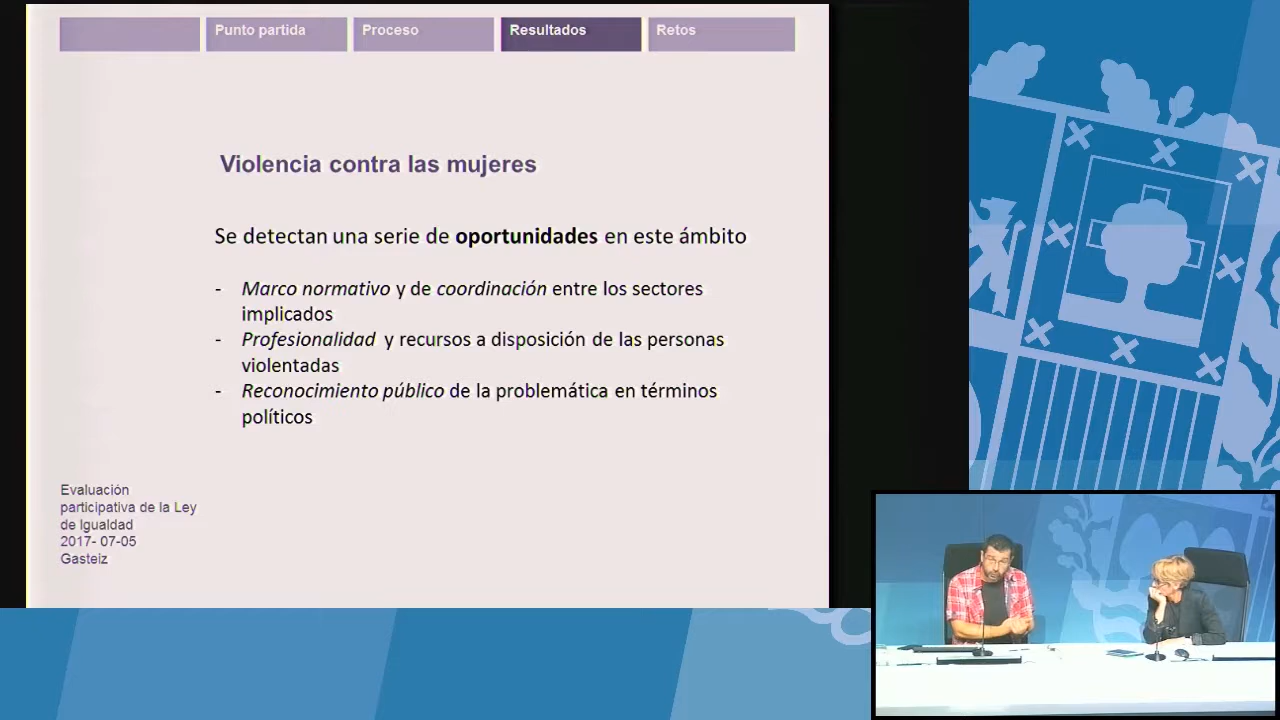 Punto partida
Proceso
Resultados
Retos
Violencia contra las mujeres
Se detectan una serie de oportunidades en este ámbito
- Marco normativo y de coordinación entre los sectores
implicados
- Profesionalidad y recursos a disposición de las personas
violentadas
- Reconocimiento público de la problemática en términos
políticos
Evaluación
participativa de la Ley
de Igualdad
2017- 07-05
Gasteiz